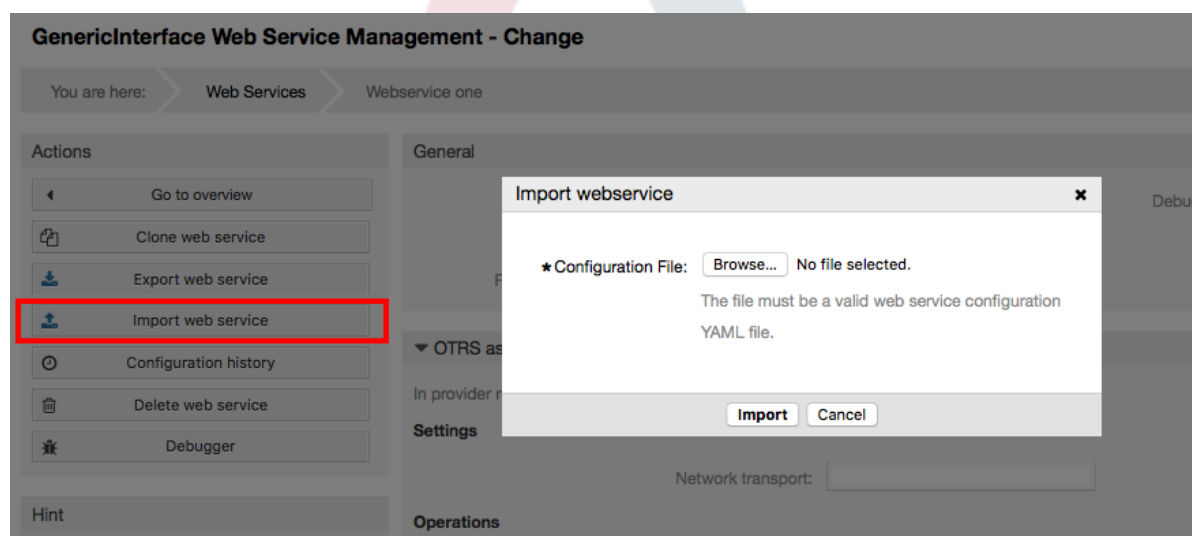 GenericInterface Web Service Management - Change
You are here:
Web Services
Webservice one
Actions
Go to overview
Clone web service
Export web service
Import web service
Configuration history
Delete web service
Debugger
Hint
General
Import webservice
★Configuration File: Browse... No file selected.
The file must be a valid web service configuration
YAML file.
Import Cancel
OTRS as
In provider
Settings
Network transport:
Operations